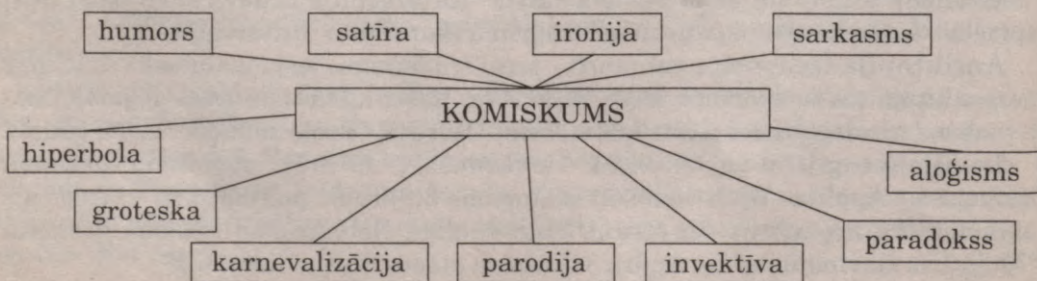 humors satīra ironija sarkasms
KOMISKUMS
hiperbola
aloģisms
groteska
paradokss
karnevalizācija parodija invektīva